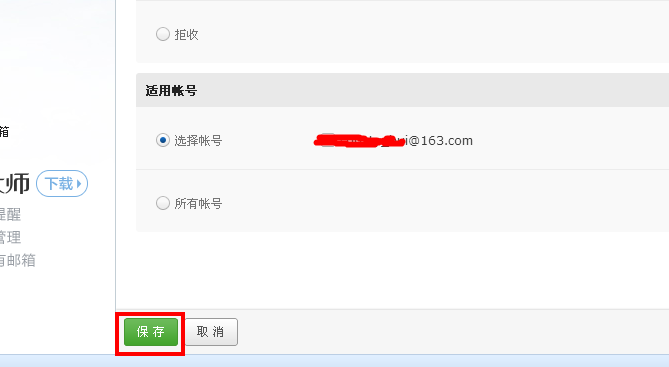 拒收
适用帐号
箱
选择帐号
@163.com
大师 下载
提醒
所有帐号
管理
有邮箱
保存 取消